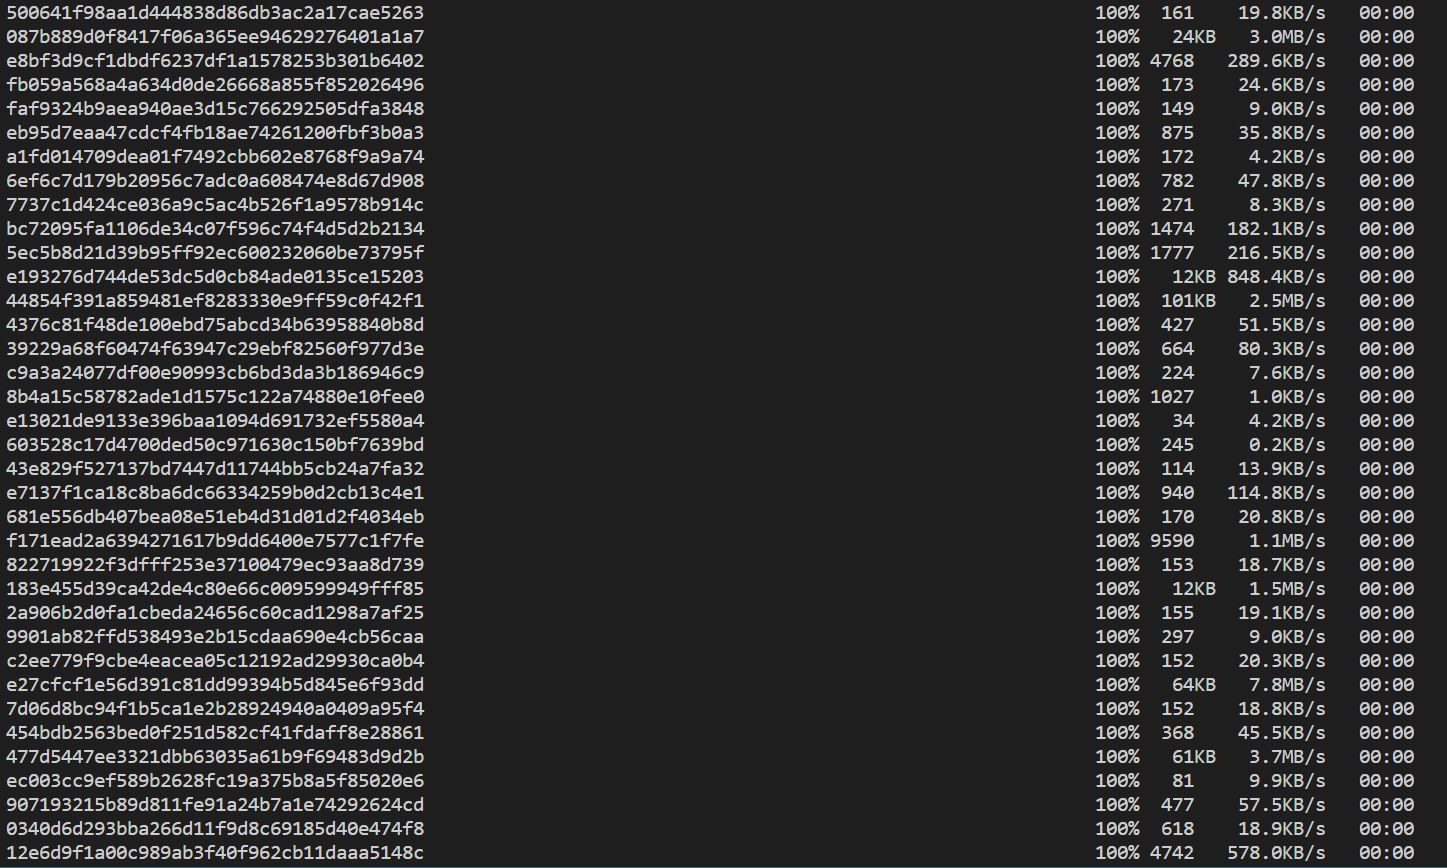 500641f98aa1d444838d86db3ac2a17cae5263 100% 161 19.8KB/s 00:00
087b889d0f8417f06a365ee94629276401a1a7 100% 24KB 3.0MB/s 00:00
e8bf3d9cf1dbdf6237df1a1578253b301b6402 100% 4768 289.6KB/s 00:00
fb059a568a4a634d0de26668a855f852026496 100% 173 24.6KB/s 00:00
faf9324b9aea940ae3d15c766292505dfa3848 100% 149 9.0KB/s 00:00
eb95d7eaa47cdcf4fb18ae74261200fbf3b0a3 100% 875 35.8KB/s 00:00
a1fd014709dea01f7492cbb602e8768f9a9a74 100% 172 4.2KB/s 00:00
6ef6c7d179b20956c7adc0a608474e8d67d908 100% 782 47.8KB/s 00:00
7737c1d424ce036a9c5ac4b526f1a9578b914c 100% 271 8.3KB/s 00:00
bc72095fa1106de34c07f596c74f4d5d2b2134 100% 1474 182.1KB/s 00:00
5ec5b8d21d39b95ff92ec600232060be73795f 100% 1777 216.5KB/s 00:00
e193276d744de53dc5d0cb84ade0135ce15203 100% 12KB 848.4KB/s 00:00
44854f391a859481ef8283330e9ff59c0f42f1 100% 101KB 2.5MB/s 00:00
4376c81f48de100ebd75abcd34b63958840b8d 100% 427 51.5KB/s 00:00
39229a68f60474f63947c29ebf82560f977d3e 100% 664 80.3KB/s 00:00
c9a3a24077df00e90993cb6bd3da3b186946c9 100% 224 7.6KB/s 00:00
8b4a15c58782ade1d1575c122a74880e10fee0 100% 1027 1.0KB/s 00:00
e13021de9133e396baa1094d691732ef5580a4 100% 34 4.2KB/s 00:00
603528c17d4700ded50c971630c150bf7639bd 100% 245 0.2KB/s 00:00
43e829f527137bd7447d11744bb5cb24a7fa32 100% 114 13.9KB/s 00:00
e7137f1ca18c8ba6dc66334259b0d2cb13c4e1 100% 940 114.8KB/s 00:00
681e556db407bea08e51eb4d31d01d2f4034eb 100% 170 20.8KB/s 00:00
f171ead2a6394271617b9dd6400e7577c1f7fe 100% 9590 1.1MB/s 00:00
822719922f3dfff253e37100479ec93aa8d739 100% 153 18.7KB/s 00:00
183e455d39ca42de4c80e66c009599949fff85 100% 12KB 1.5MB/s 00:00
2a906b2d0fa1cbeda24656c60cad1298a7af25 100% 155 19.1KB/s 00:00
9901ab82ffd538493e2b15cdaa690e4cb56caa 100% 297 9.0KB/s 00:00
c2ee779f9cbe4eacea05c12192ad29930ca0b4 100% 152 20.3KB/s 00:00
e27cfcf1e56d391c81dd99394b5d845e6f93dd 100% 64KB 7.8MB/s 00:00
7d06d8bc94f1b5ca1e2b28924940a0409a95f4 100% 152 18.8KB/s 00:00
454bdb2563bed0f251d582cf41fdaff8e28861 100% 368 45.5KB/s 00:00
477d5447ee3321dbb63035a61b9f69483d9d2b 100% 61KB 3.7MB/s 00:00
ec003cc9ef589b2628fc19a375b8a5f85020e6 100% 81 9.9KB/s 00:00
907193215b89d811fe91a24b7a1e74292624cd 100% 477 57.5KB/s 00:00
0340d6d293bba266d11f9d8c69185d40e474f8 100% 618 18.9KB/s 00:00
12e6d9f1a00c989ab3f40f962cb11daaa5148c 100% 4742 578.0KB/s 00:00